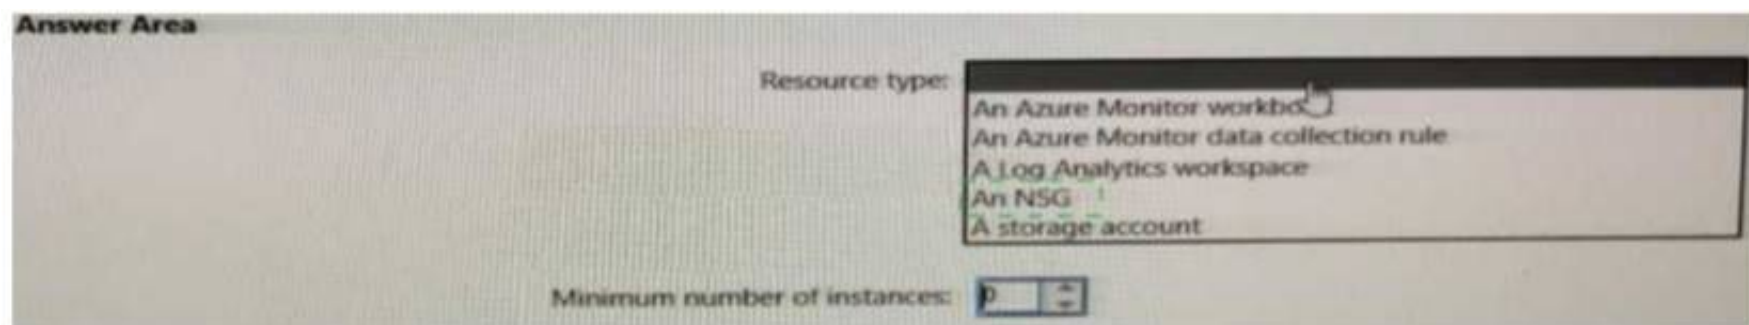 Answer Area
Resource type:
An Azure Monitor workbo
An Azure Monitor data collection rule
A Log Analytics workspace
An NSG
A storage account
Minimum number of instances: 0